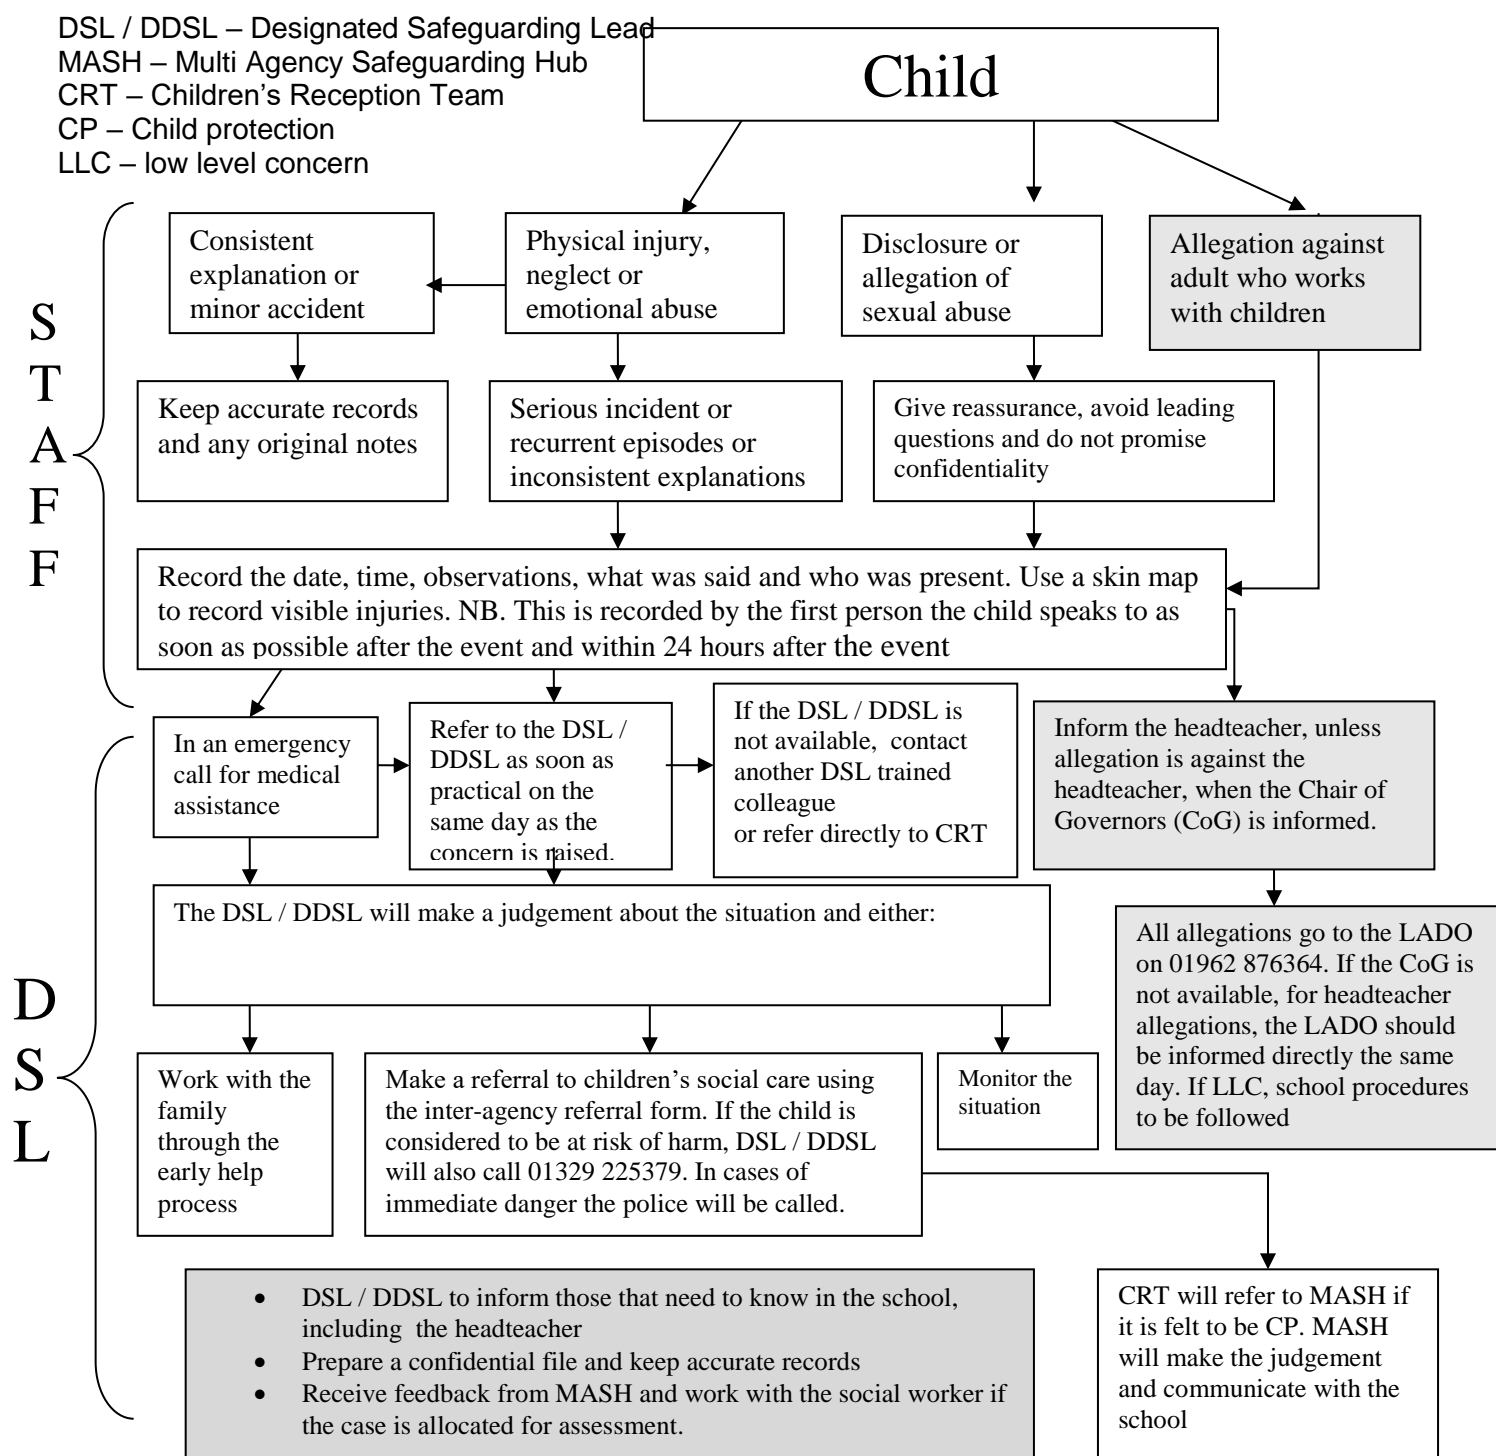 DSL / DDSL – Designated Safeguarding Lead
MASH – Multi Agency Safeguarding Hub
CRT – Children's Reception Team
CP – Child protection
LLC – low level concern
Child
S
T
A
F
F
Consistent
explanation or
minor accident
Physical injury,
neglect or
emotional abuse
Disclosure or
allegation of
sexual abuse
Allegation against
adult who works
with children
Keep accurate records
and any original notes
Serious incident or
recurrent episodes or
inconsistent explanations
Give reassurance, avoid leading
questions and do not promise
confidentiality
Record the date, time, observations, what was said and who was present. Use a skin map
to record visible injuries. NB. This is recorded by the first person the child speaks to as
soon as possible after the event and within 24 hours after the event
D
S
L
In an emergency
call for medical
assistance
Refer to the DSL /
DDSL as soon as
practical on the
same day as the
concern is raised.
If the DSL / DDSL is
not available, contact
another DSL trained
colleague
or refer directly to CRT
Inform the headteacher, unless
allegation is against the
headteacher, when the Chair of
Governors (CoG) is informed.
The DSL / DDSL will make a judgement about the situation and either:
All allegations go to the LADO
on 01962 876364. If the CoG is
not available, for headteacher
allegations, the LADO should
be informed directly the same
day. If LLC, school procedures
to be followed
Work with the
family
through the
early help
process
Make a referral to children's social care using
the inter-agency referral form. If the child is
considered to be at risk of harm, DSL / DDSL
will also call 01329 225379. In cases of
immediate danger the police will be called.
Monitor the
situation
• DSL / DDSL to inform those that need to know in the school,
including the headteacher
• Prepare a confidential file and keep accurate records
• Receive feedback from MASH and work with the social worker if
the case is allocated for assessment.
CRT will refer to MASH if
it is felt to be CP. MASH
will make the judgement
and communicate with the
school